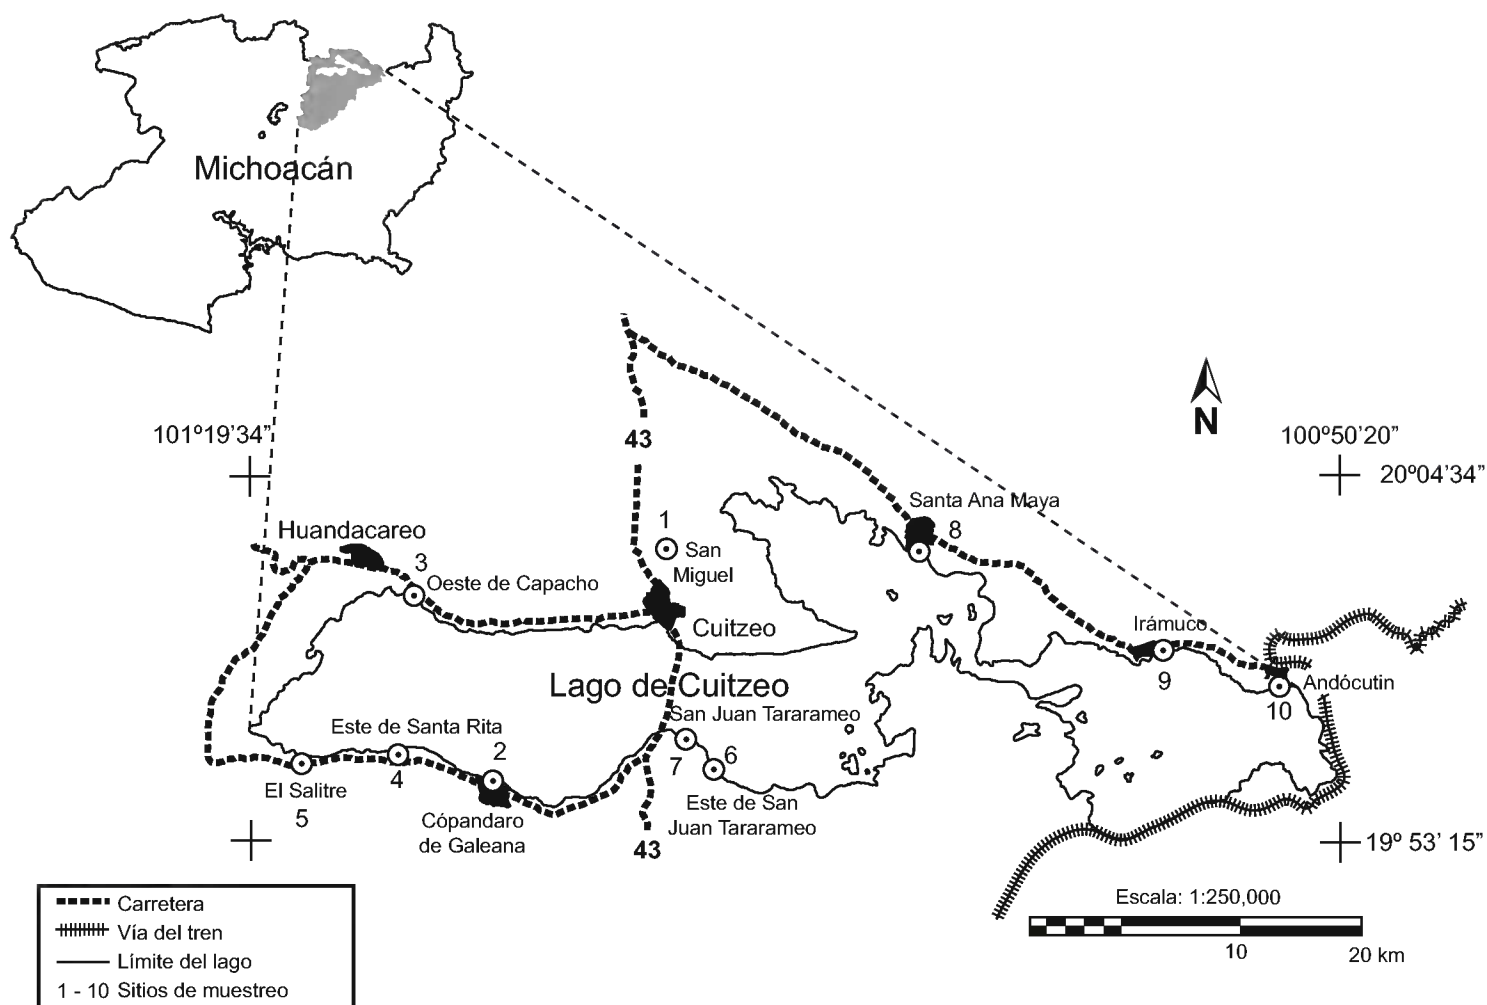 Michoacán
43
101º19’34”
100º50’20”
20º04’34”
Santa Ana Maya
8
Huandacareo
1
San
Miguel
3
Oeste de Capacho
Cuitzeo
Irámuco
9
Lago de Cuitzeo
Andócutin
10
San Juan Tararameo
Este de Santa Rita
2
7
6
4
El Salitre
5
Este de San
Juan Tararameo
Cópandaro
de Galeana
43
19º 53’ 15”
Escala: 1:250,000
10
20 km
Carretera
Vía del tren
Límite del lago
1 - 10 Sitios de muestreo
N